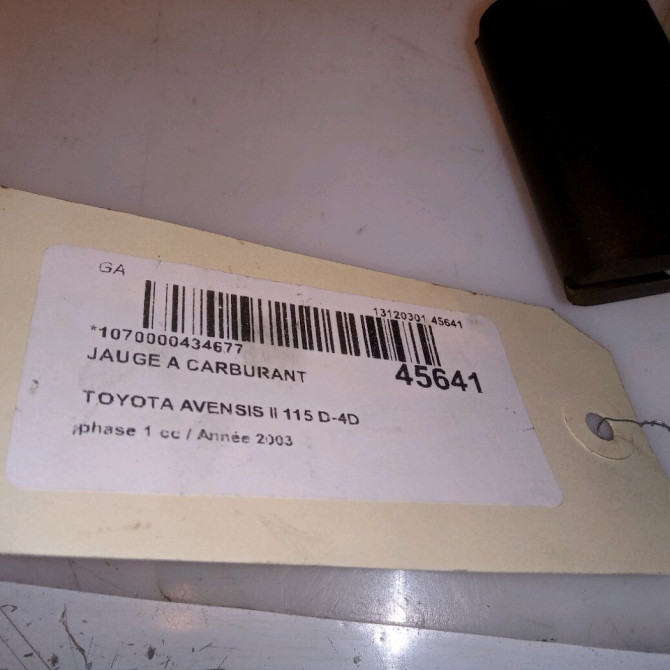 GA
13120301 45641
*1070000434677
JAUGE A CARBURANT
45641
TOYOTA AVENSIS II 115 D-4D
phase 1 cc / Année 2003